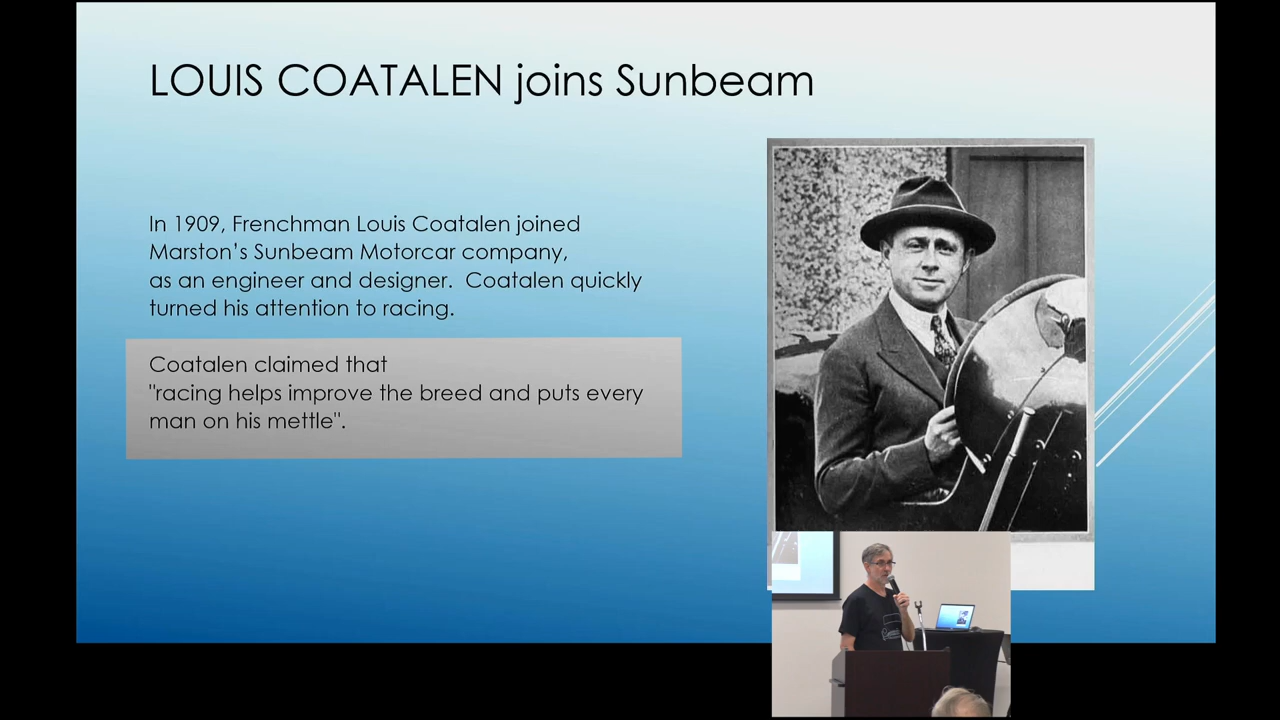 LOUIS COATALEN joins Sunbeam
In 1909, Frenchman Louis Coatalen joined
Marston’s Sunbeam Motorcar company,
as an engineer and designer.  Coatalen quickly
turned his attention to racing.
Coatalen claimed that
"racing helps improve the breed and puts every
man on his mettle".